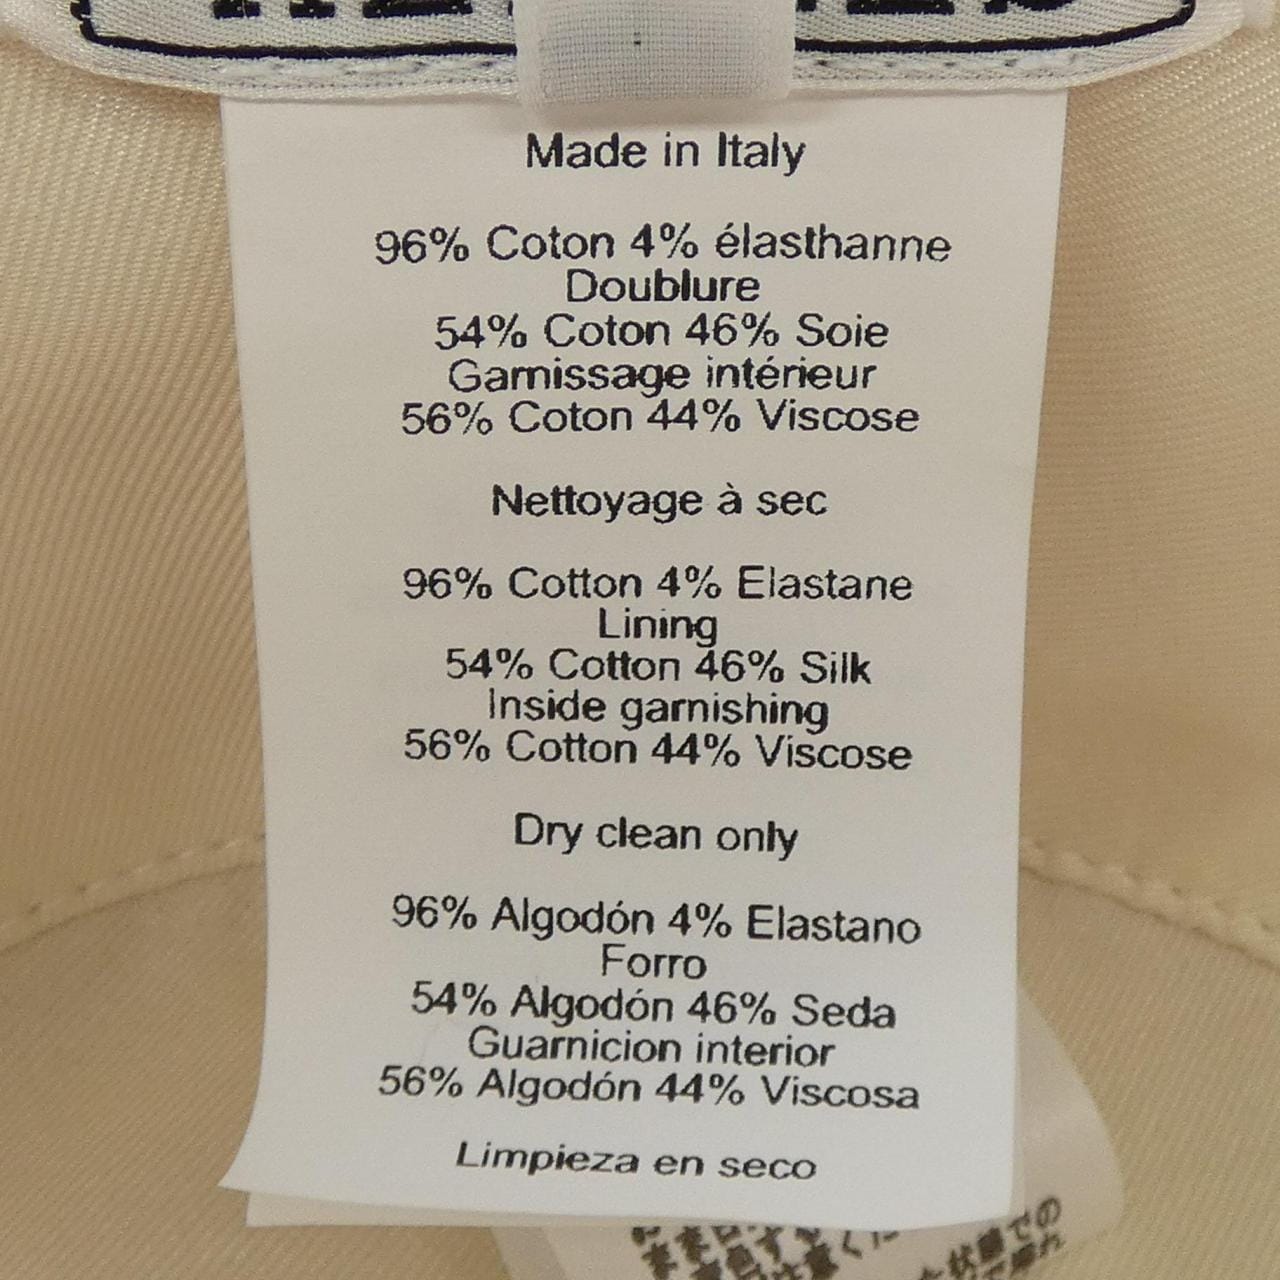 Made in Italy
96% Coton 4% élasthanne
Doublure
54% Coton 46% Soie
Garnissage intérieur
56% Coton 44% Viscose
Nettoyage à sec
96% Cotton 4% Elastane
Lining
54% Cotton 46% Silk
Inside garnishing
56% Cotton 44% Viscose
Dry clean only
96% Algodón 4% Elastano
Forro
54% Algodón 46% Seda
Guarnicion interior
56% Algodón 44% Viscosa
Limpieza en seco